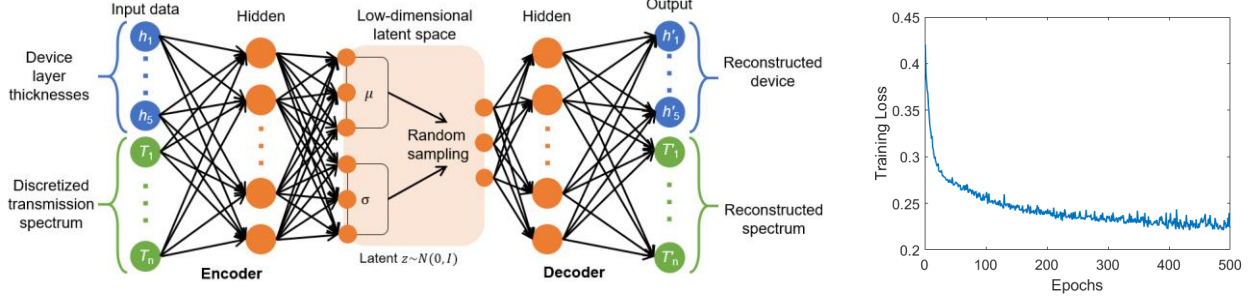 Input data
Hidden
Low-dimensional
latent space
Hidden
Output
Device
layer
thicknesses
Discretized
transmission
spectrum
h₁
h₅
T₁
Tₙ
μ
σ
Random
sampling
h'₁
h'₅
T'₁
T'ₙ
Reconstructed
device
Reconstructed
spectrum
Encoder
Latent z~N(0, I)
Decoder
0.45
0.4
0.35
0.3
0.25
0.2
Training Loss
0
100
200
300
400
500
Epochs